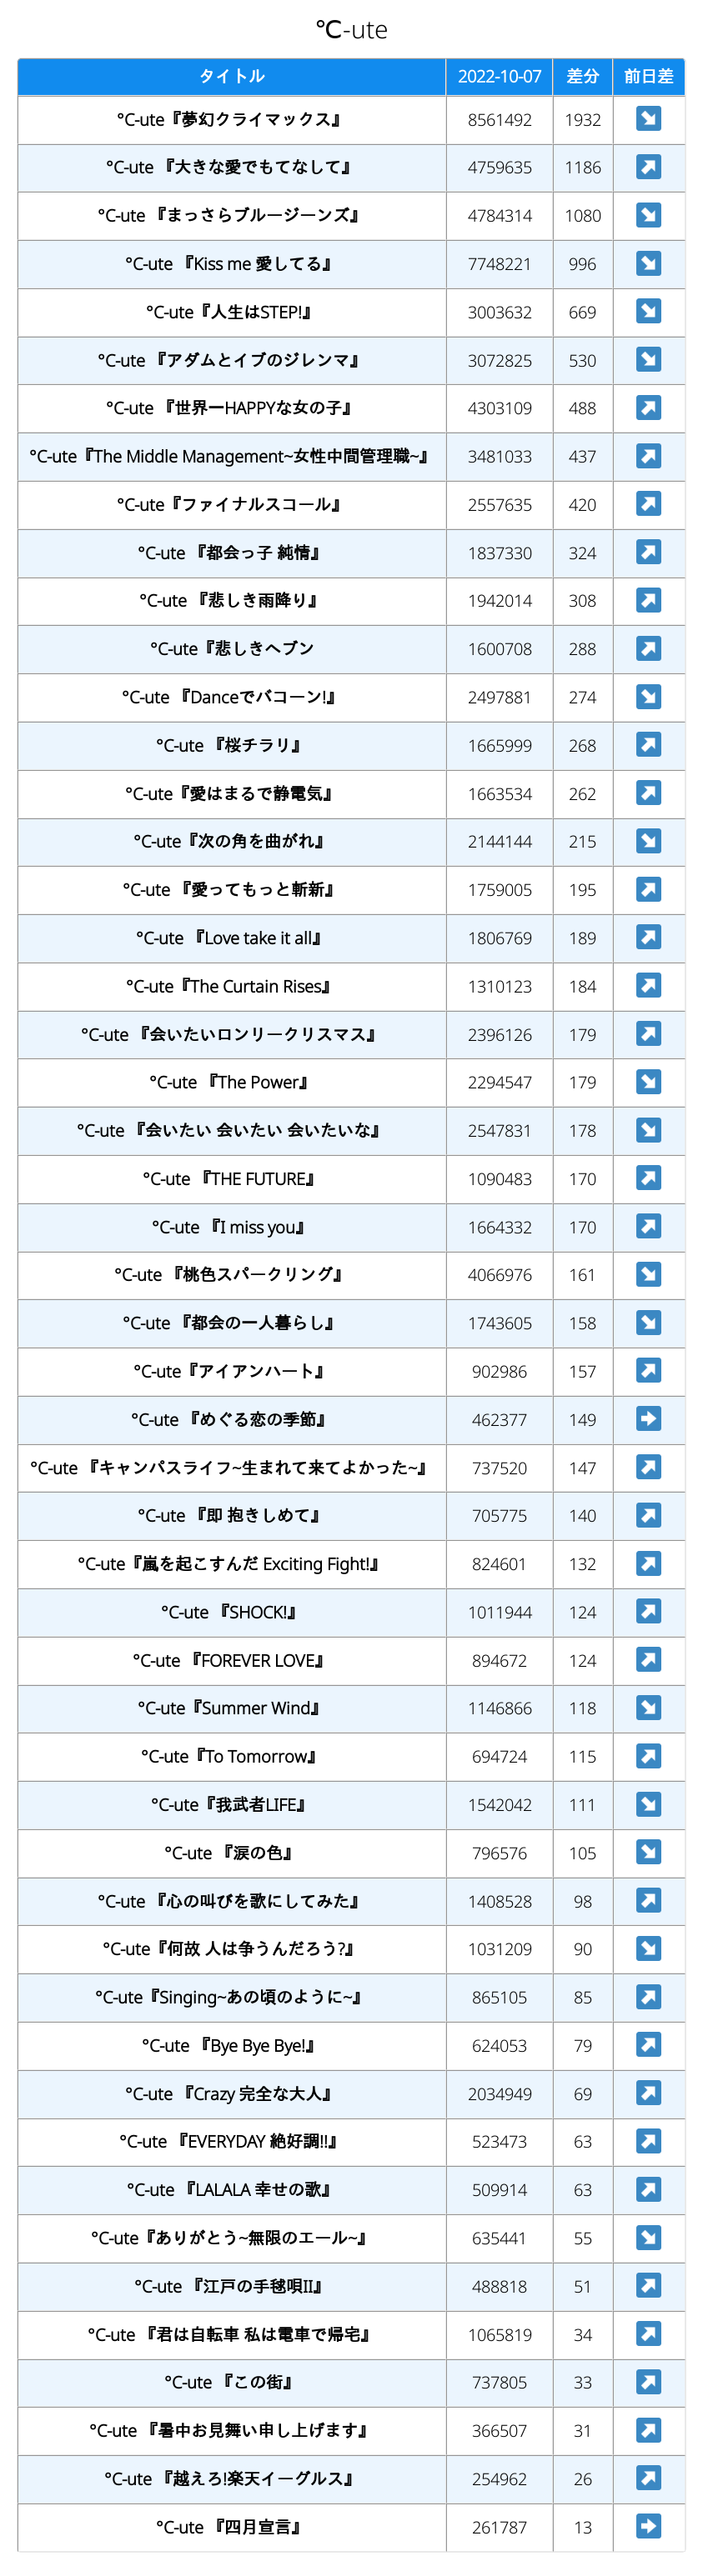 ℃-ute
タイトル 2022-10-07 差分 前日差
℃-ute『夢幻クライマックス』 8561492 1932 ↘
℃-ute 『大きな愛でもてなして』 4759635 1186 ↗
℃-ute 『まっさらブルージーンズ』 4784314 1080 ↘
℃-ute 『Kiss me 愛してる』 7748221 996 ↘
℃-ute『人生はSTEP!』 3003632 669 ↘
℃-ute 『アダムとイブのジレンマ』 3072825 530 ↘
℃-ute 『世界一HAPPYな女の子』 4303109 488 ↗
℃-ute『The Middle Management~女性中間管理職~』 3481033 437 ↗
℃-ute『ファイナルスコール』 2557635 420 ↗
℃-ute 『都会っ子 純情』 1837330 324 ↗
℃-ute 『悲しき雨降り』 1942014 308 ↗
℃-ute『悲しきヘブン 1600708 288 ↗
℃-ute 『Danceでバコーン!』 2497881 274 ↘
℃-ute 『桜チラリ』 1665999 268 ↗
℃-ute『愛はまるで静電気』 1663534 262 ↗
℃-ute『次の角を曲がれ』 2144144 215 ↘
℃-ute 『愛ってもっと斬新』 1759005 195 ↗
℃-ute 『Love take it all』 1806769 189 ↗
℃-ute『The Curtain Rises』 1310123 184 ↗
℃-ute 『会いたいロンリークリスマス』 2396126 179 ↗
℃-ute 『The Power』 2294547 179 ↘
℃-ute 『会いたい 会いたい 会いたいな』 2547831 178 ↘
℃-ute 『THE FUTURE』 1090483 170 ↗
℃-ute 『I miss you』 1664332 170 ↗
℃-ute 『桃色スパークリング』 4066976 161 ↘
℃-ute 『都会の一人暮らし』 1743605 158 ↘
℃-ute『アイアンハート』 902986 157 ↗
℃-ute 『めぐる恋の季節』 462377 149 ➡
℃-ute 『キャンパスライフ~生まれて来てよかった~』 737520 147 ↗
℃-ute 『即 抱きしめて』 705775 140 ↗
℃-ute『嵐を起こすんだ Exciting Fight!』 824601 132 ↗
℃-ute 『SHOCK!』 1011944 124 ↗
℃-ute 『FOREVER LOVE』 894672 124 ↗
℃-ute『Summer Wind』 1146866 118 ↘
℃-ute『To Tomorrow』 694724 115 ↗
℃-ute『我武者LIFE』 1542042 111 ↘
℃-ute 『涙の色』 796576 105 ↘
℃-ute 『心の叫びを歌にしてみた』 1408528 98 ↗
℃-ute『何故 人は争うんだろう?』 1031209 90 ↘
℃-ute『Singing~あの頃のように~』 865105 85 ↗
℃-ute 『Bye Bye Bye!』 624053 79 ↗
℃-ute 『Crazy 完全な大人』 2034949 69 ↗
℃-ute 『EVERYDAY 絶好調!!』 523473 63 ↗
℃-ute 『LALALA 幸せの歌』 509914 63 ↗
℃-ute『ありがとう~無限のエール~』 635441 55 ↘
℃-ute 『江戸の手毬唄II』 488818 51 ↗
℃-ute 『君は自転車 私は電車で帰宅』 1065819 34 ↗
℃-ute 『この街』 737805 33 ↗
℃-ute 『暑中お見舞い申し上げます』 366507 31 ↗
℃-ute 『越えろ!楽天イーグルス』 254962 26 ↗
℃-ute 『四月宣言』 261787 13 ➡